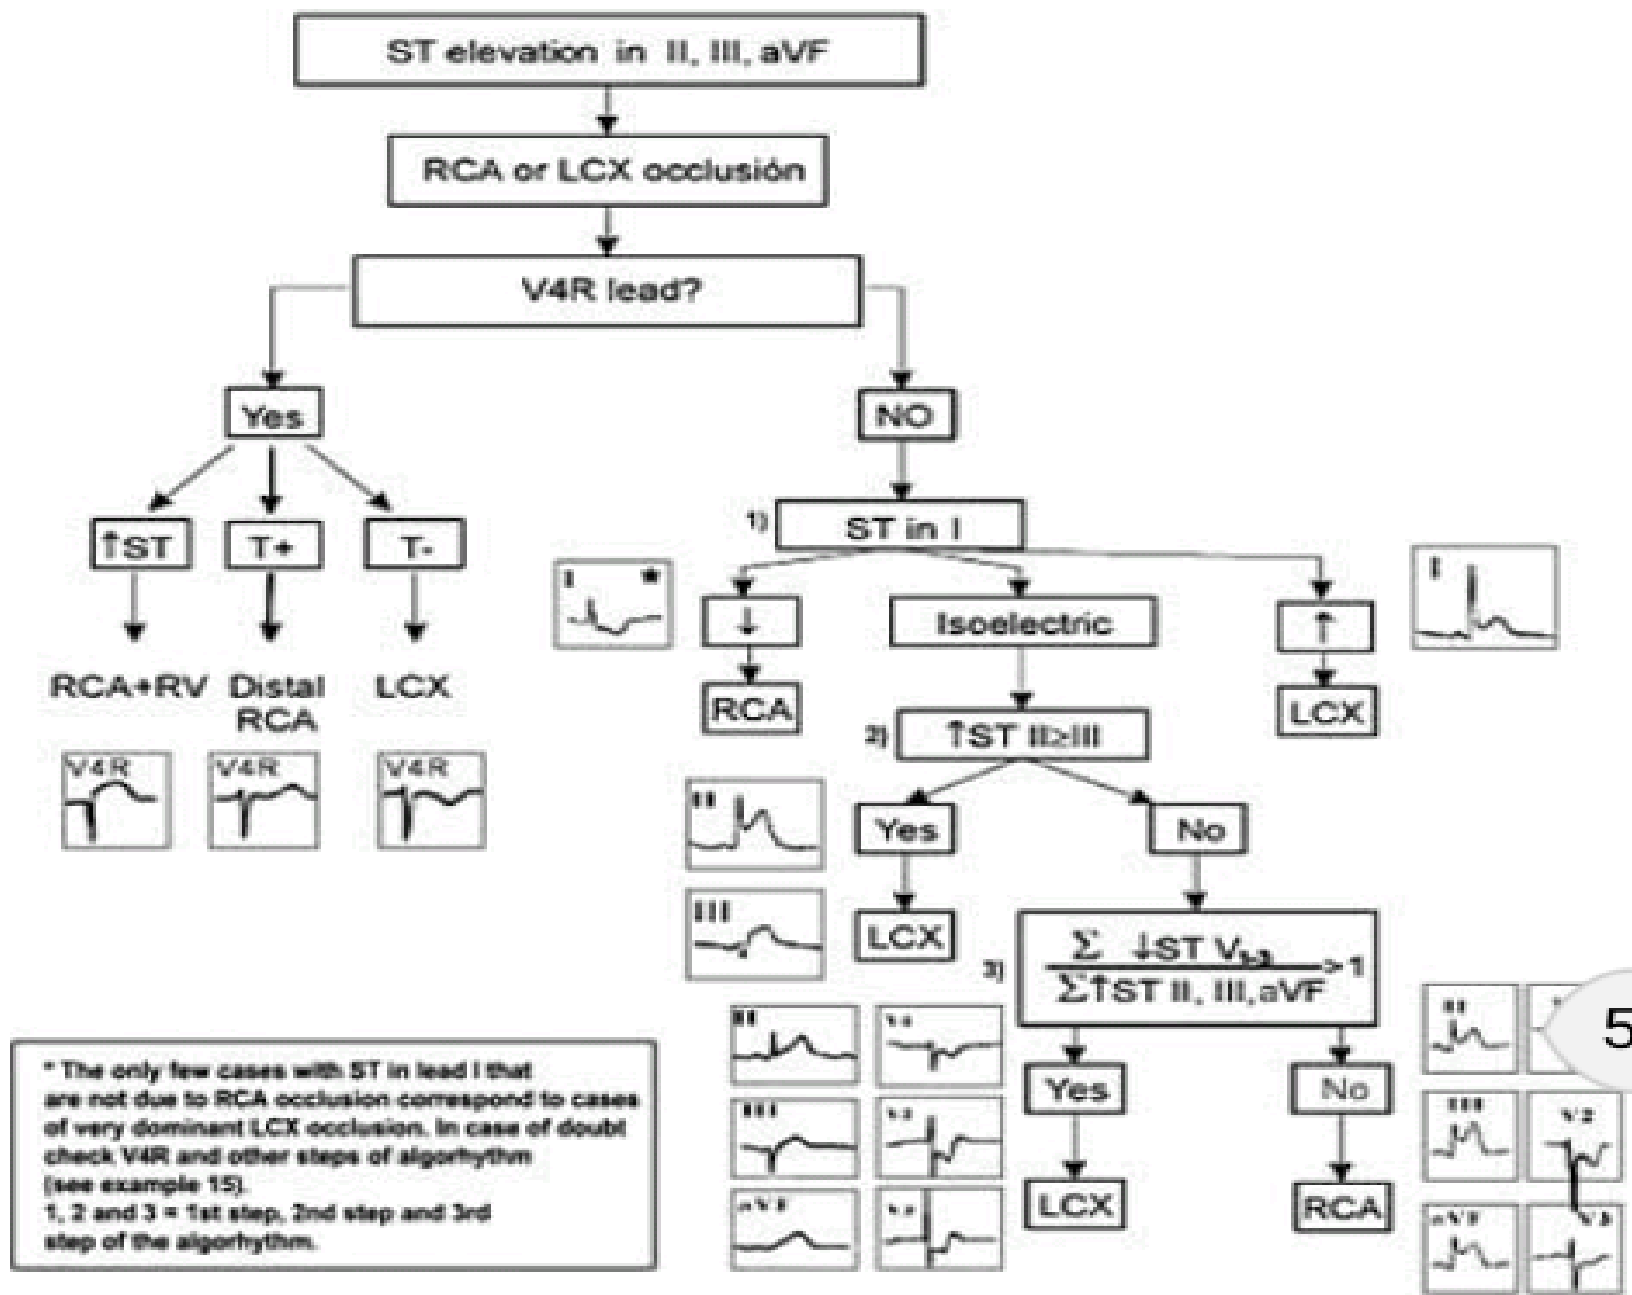 ST elevation in II, III, aVF
RCA or LCX occlusión
V4R lead?
Yes
NO
↑ST
T+
T-
RCA+RV
Distal
RCA
LCX
V4R
V4R
V4R
1)
ST in I
I
*
↓
Isoelectric
↑
I
RCA
LCX
2)
↑ST II≥III
II
III
Yes
No
LCX
3)
Σ ↓ST V1-3
Σ↑ST II, III, aVF
> 1
II
III
aVF
Yes
No
LCX
RCA
II
III
V2
aVF
V3
5
* The only few cases with ST in lead I that
are not due to RCA occlusion correspond to cases
of very dominant LCX occlusion. In case of doubt
check V4R and other steps of algorhythm
(see example 15).
1, 2 and 3 = 1st step, 2nd step and 3rd
step of the algorhythm.